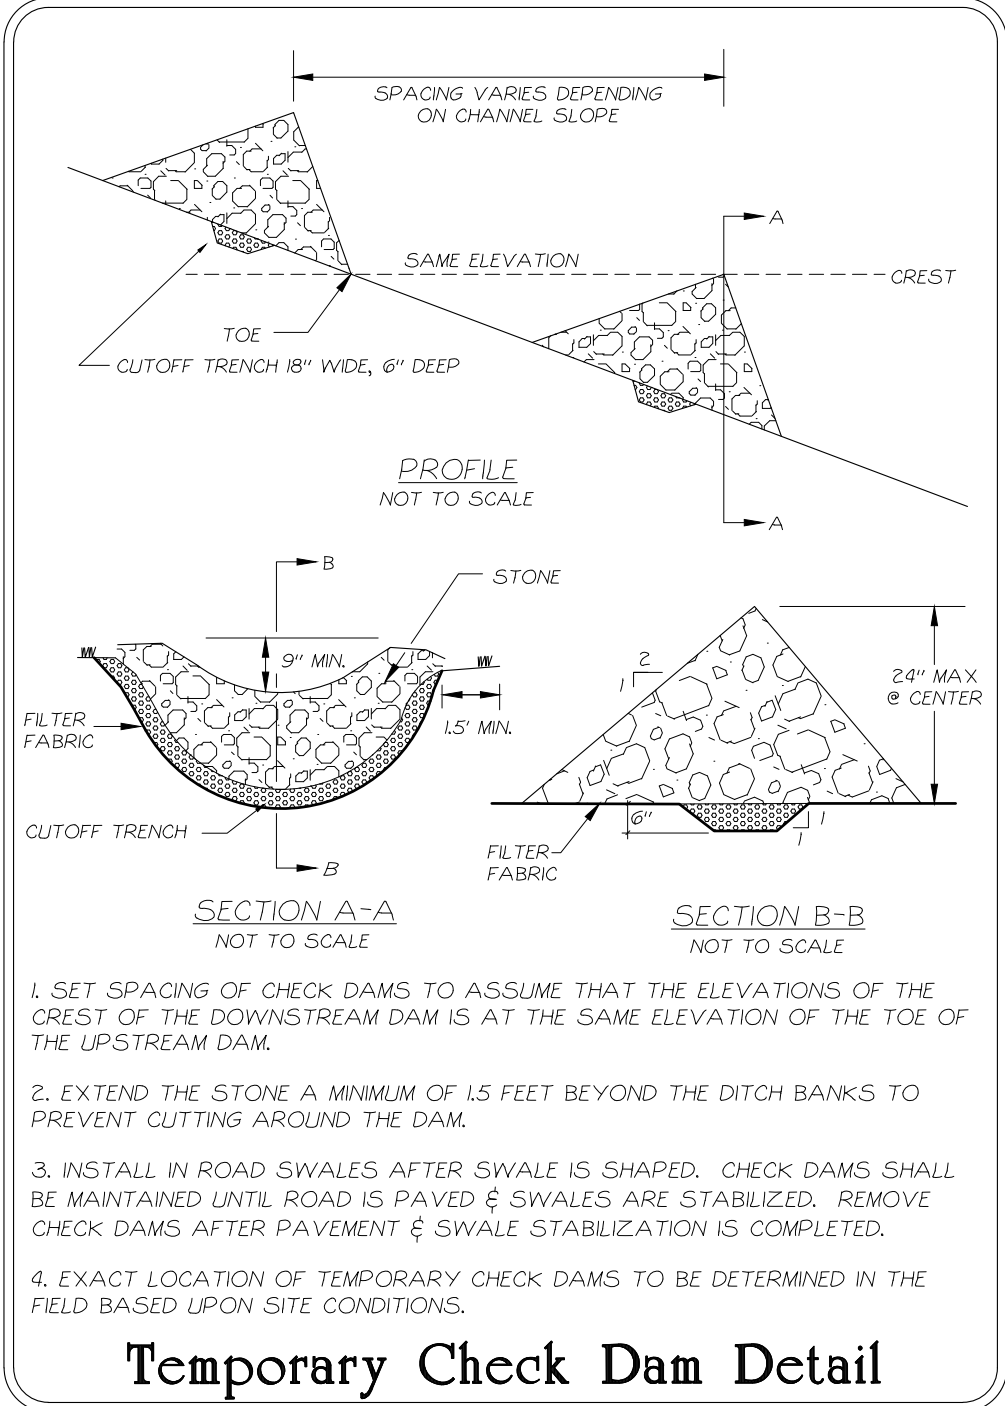 SPACING VARIES DEPENDING
ON CHANNEL SLOPE
A
SAME ELEVATION
CREST
TOE
CUTOFF TRENCH 18" WIDE, 6" DEEP
PROFILE
NOT TO SCALE
A
B
STONE
9" MIN.
1.5' MIN.
FILTER
FABRIC
CUTOFF TRENCH
B
SECTION A-A
NOT TO SCALE
2
1
24" MAX
@ CENTER
6"
1
1
FILTER
FABRIC
SECTION B-B
NOT TO SCALE
1. SET SPACING OF CHECK DAMS TO ASSUME THAT THE ELEVATIONS OF THE
CREST OF THE DOWNSTREAM DAM IS AT THE SAME ELEVATION OF THE TOE OF
THE UPSTREAM DAM.
2. EXTEND THE STONE A MINIMUM OF 1.5 FEET BEYOND THE DITCH BANKS TO
PREVENT CUTTING AROUND THE DAM.
3. INSTALL IN ROAD SWALES AFTER SWALE IS SHAPED. CHECK DAMS SHALL
BE MAINTAINED UNTIL ROAD IS PAVED & SWALES ARE STABILIZED. REMOVE
CHECK DAMS AFTER PAVEMENT & SWALE STABILIZATION IS COMPLETED.
4. EXACT LOCATION OF TEMPORARY CHECK DAMS TO BE DETERMINED IN THE
FIELD BASED UPON SITE CONDITIONS.
Temporary Check Dam Detail